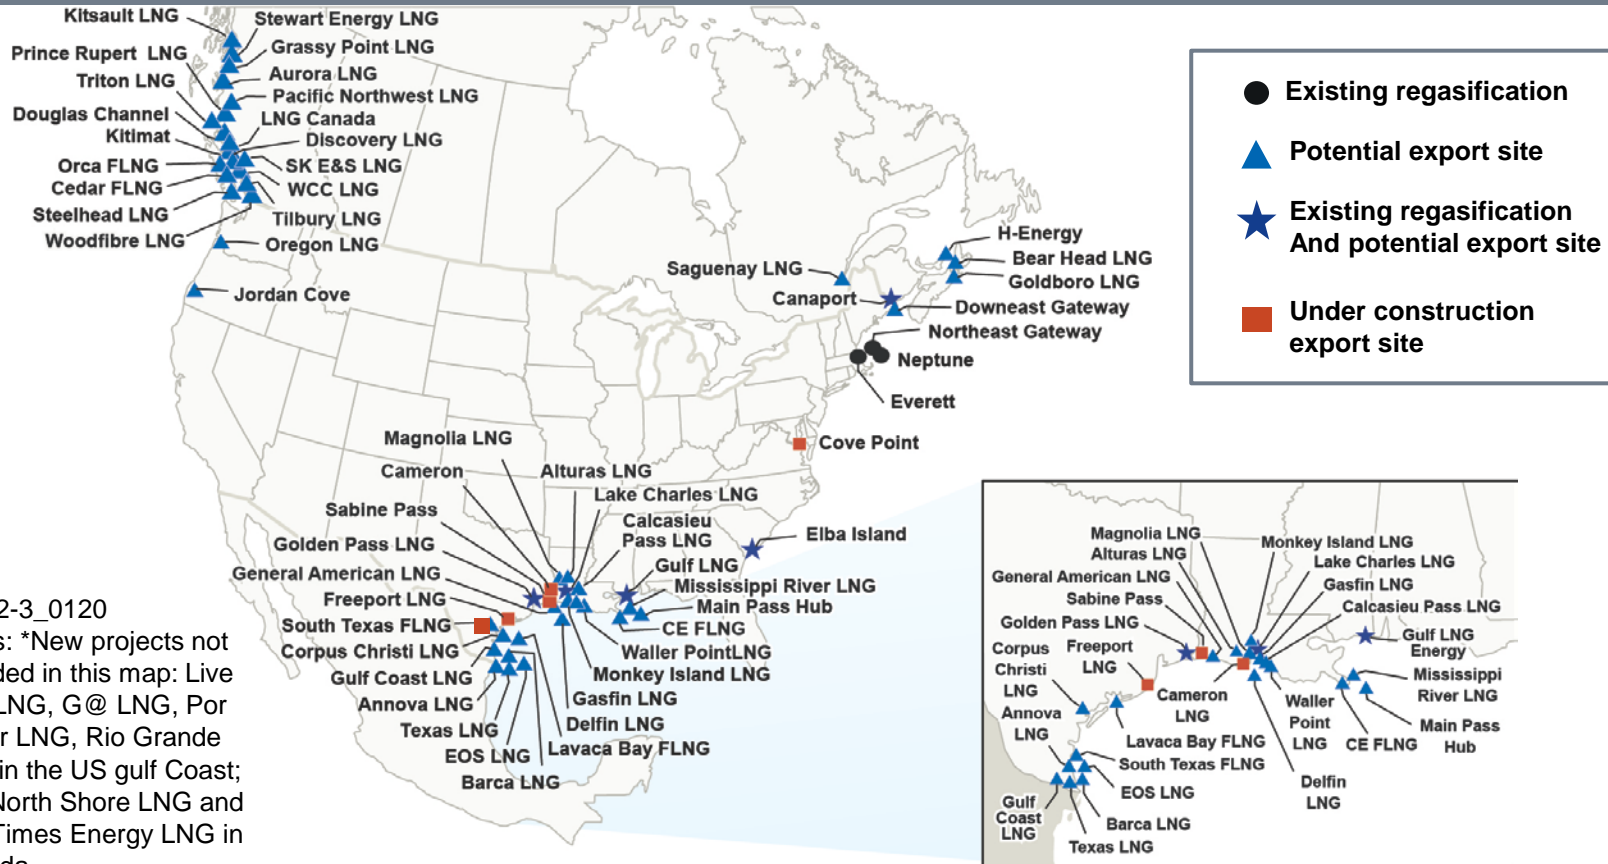 Kitsault LNG
Stewart Energy LNG
Prince Rupert LNG
Grassy Point LNG
Triton LNG
Aurora LNG
Pacific Northwest LNG
Douglas Channel
LNG Canada
Kitimat
Discovery LNG
Orca FLNG
SK E&S LNG
Cedar FLNG
WCC LNG
Steelhead LNG
Tilbury LNG
Woodfibre LNG
Oregon LNG
Jordan Cove
H-Energy
Bear Head LNG
Saguenay LNG
Goldboro LNG
Canaport
Downeast Gateway
Northeast Gateway
Neptune
Everett
Cove Point
Existing regasification
Potential export site
Existing regasification
And potential export site
Under construction
export site
Magnolia LNG
Cameron
Alturas LNG
Lake Charles LNG
Sabine Pass
Calcasieu
Pass LNG
Elba Island
Golden Pass LNG
Gulf LNG
General American LNG
Mississippi River LNG
Freeport LNG
Main Pass Hub
South Texas FLNG
CE FLNG
Corpus Christi LNG
Waller PointLNG
Gulf Coast LNG
Monkey Island LNG
Annova LNG
Gasfin LNG
Texas LNG
Delfin LNG
EOS LNG
Lavaca Bay FLNG
Barca LNG
2-3_0120
s: *New projects not
ded in this map: Live
LNG, G@ LNG, Por
r LNG, Rio Grande
in the US gulf Coast;
North Shore LNG and
Times Energy LNG in
Magnolia LNG
Monkey Island LNG
Alturas LNG
Lake Charles LNG
General American LNG
Gasfin LNG
Sabine Pass
Calcasieu Pass LNG
Golden Pass LNG
Gulf LNG
Energy
Corpus
Christi
LNG
Freeport
LNG
Mississippi
River LNG
Cameron
LNG
Waller
Point
LNG
Annova
LNG
Main Pass
Hub
CE FLNG
Lavaca Bay FLNG
South Texas FLNG
Delfin
LNG
EOS LNG
Gulf
Coast
LNG
Barca LNG
Texas LNG